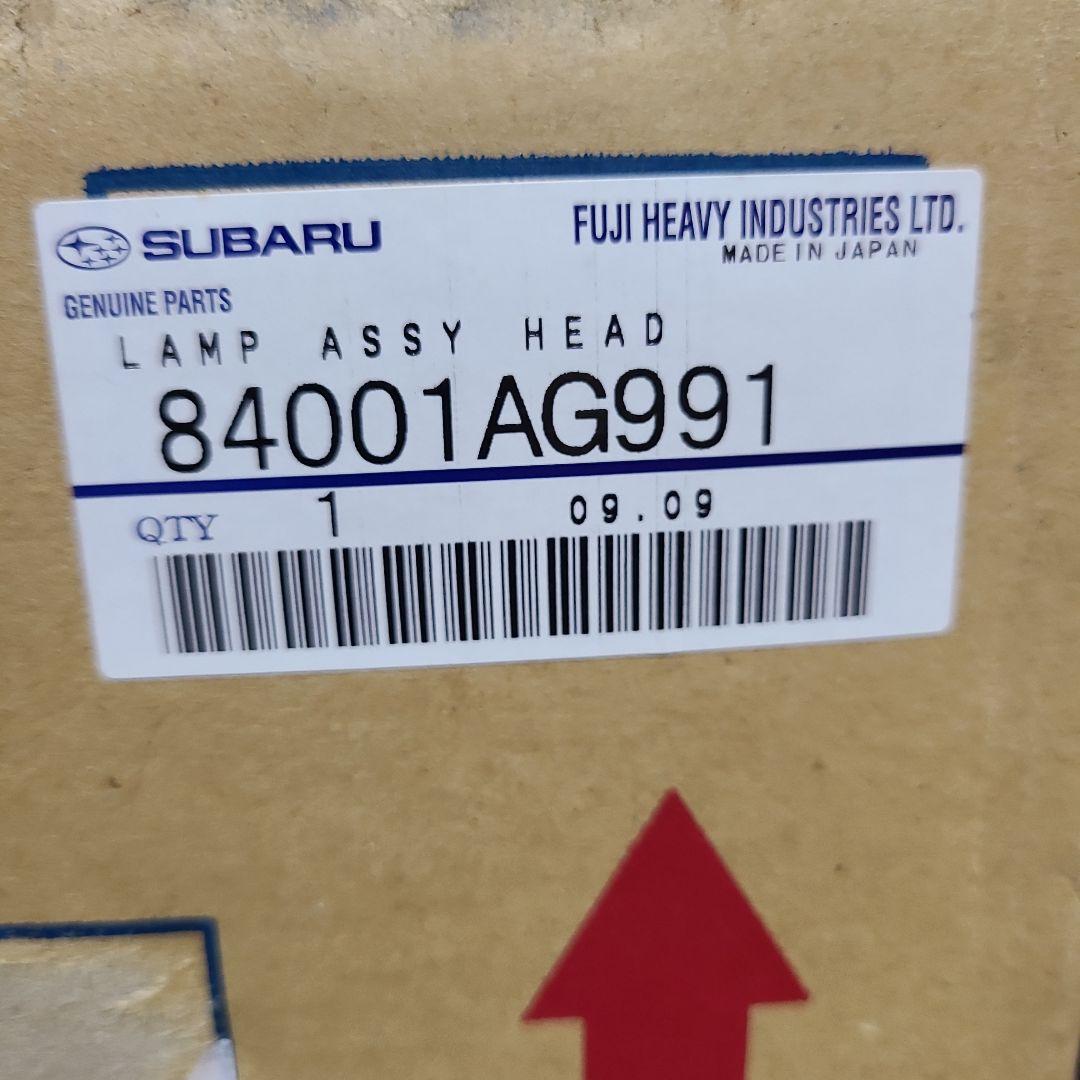 SUBARU
FUJI HEAVY INDUSTRIES LTD.
MADE IN JAPAN
GENUINE PARTS
LAMP ASSY HEAD
84001AG991
QTY 1 09.09